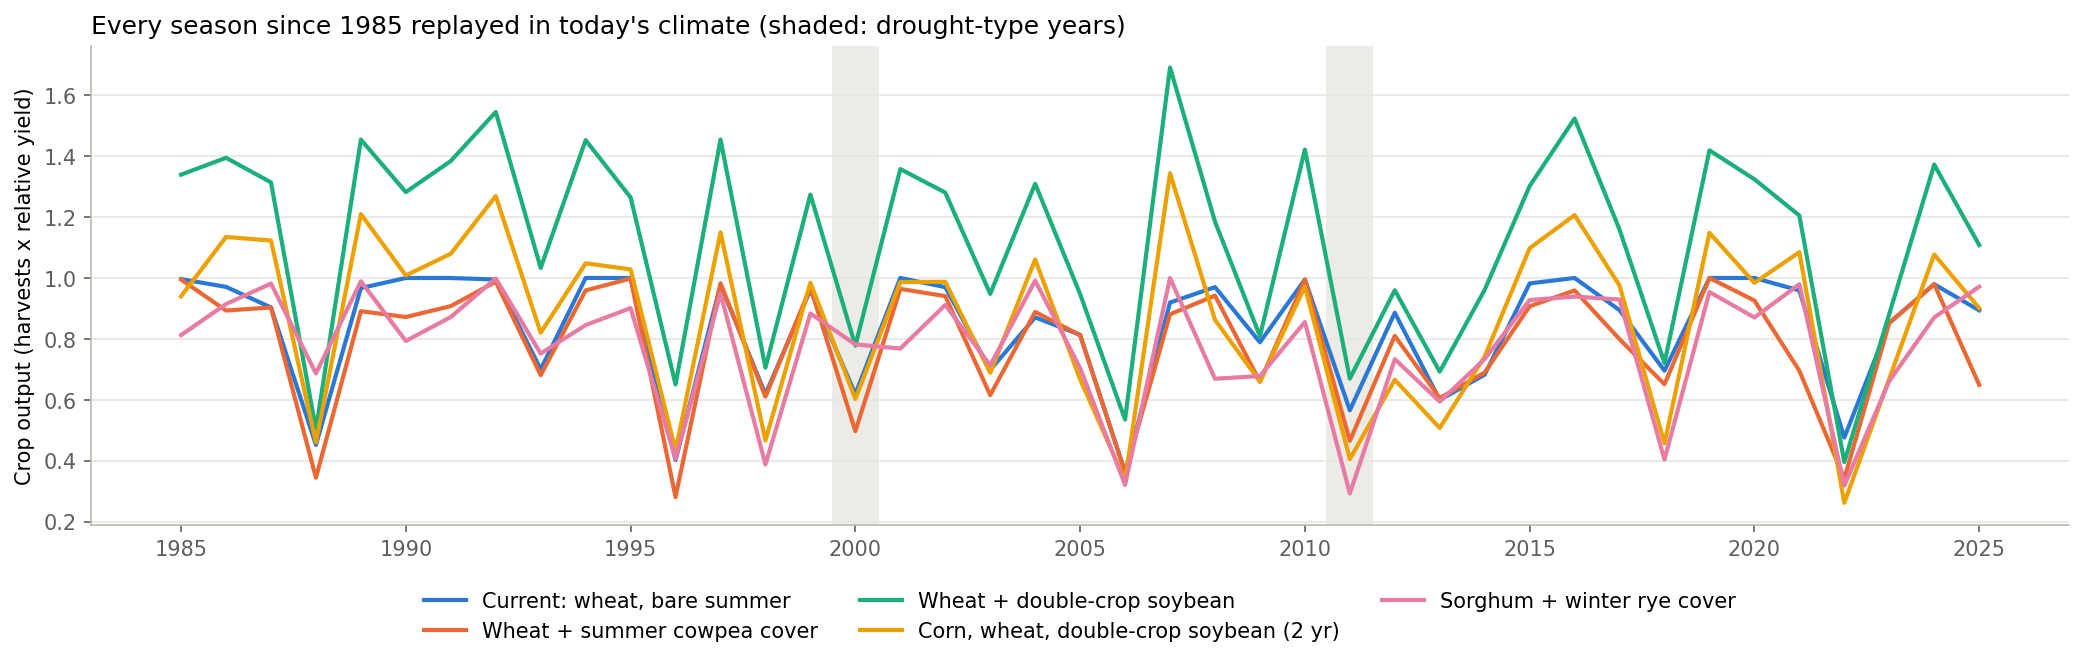 Every season since 1985 replayed in today's climate (shaded: drought-type years)
Crop output (harvests x relative yield)
1.6
1.4
1.2
1.0
0.8
0.6
0.4
0.2
1985 1990 1995 2000 2005 2010 2015 2020 2025
Current: wheat, bare summer
Wheat + summer cowpea cover
Wheat + double-crop soybean
Corn, wheat, double-crop soybean (2 yr)
Sorghum + winter rye cover